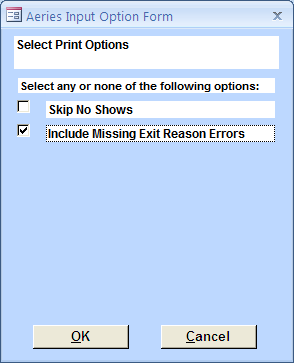 Aeries Input Option Form
Select Print Options
Select any or none of the following options:
Skip No Shows
Include Missing Exit Reason Errors
OK Cancel